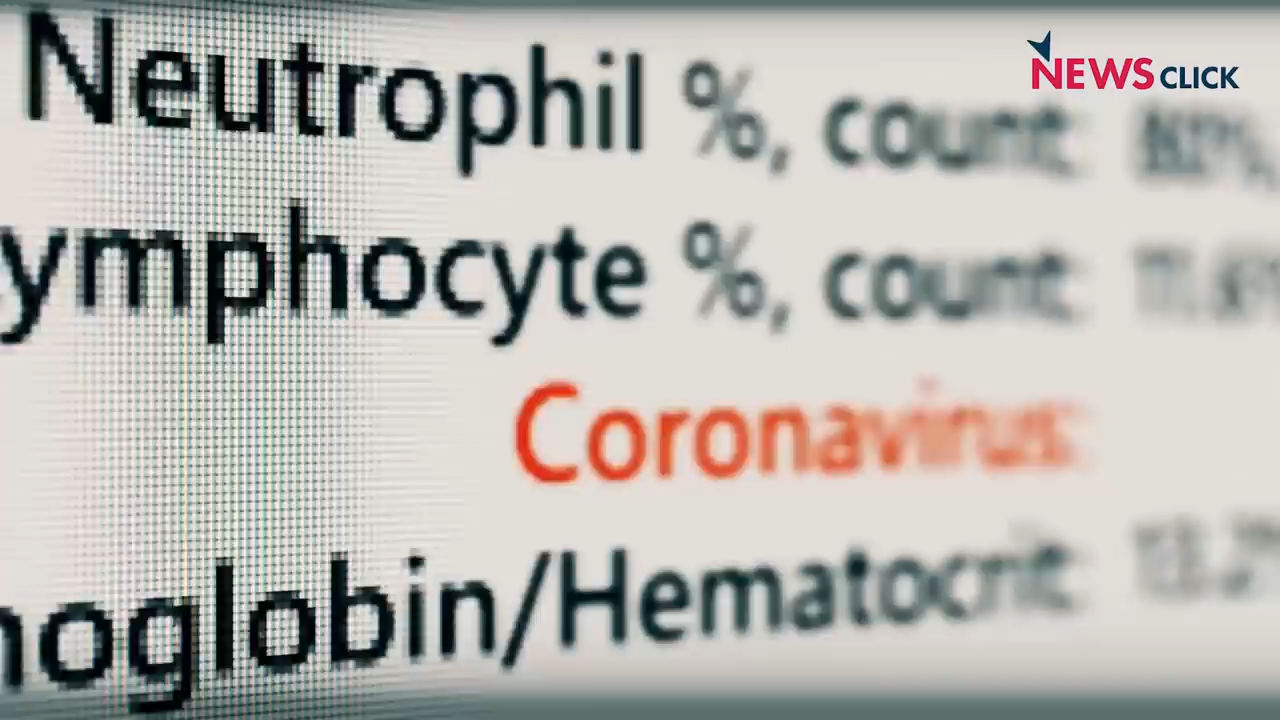 NEWS CLICK
Neutrophil %, count:
ymphocyte %, count:
Coronavirus:
oglobin/Hematocrit: